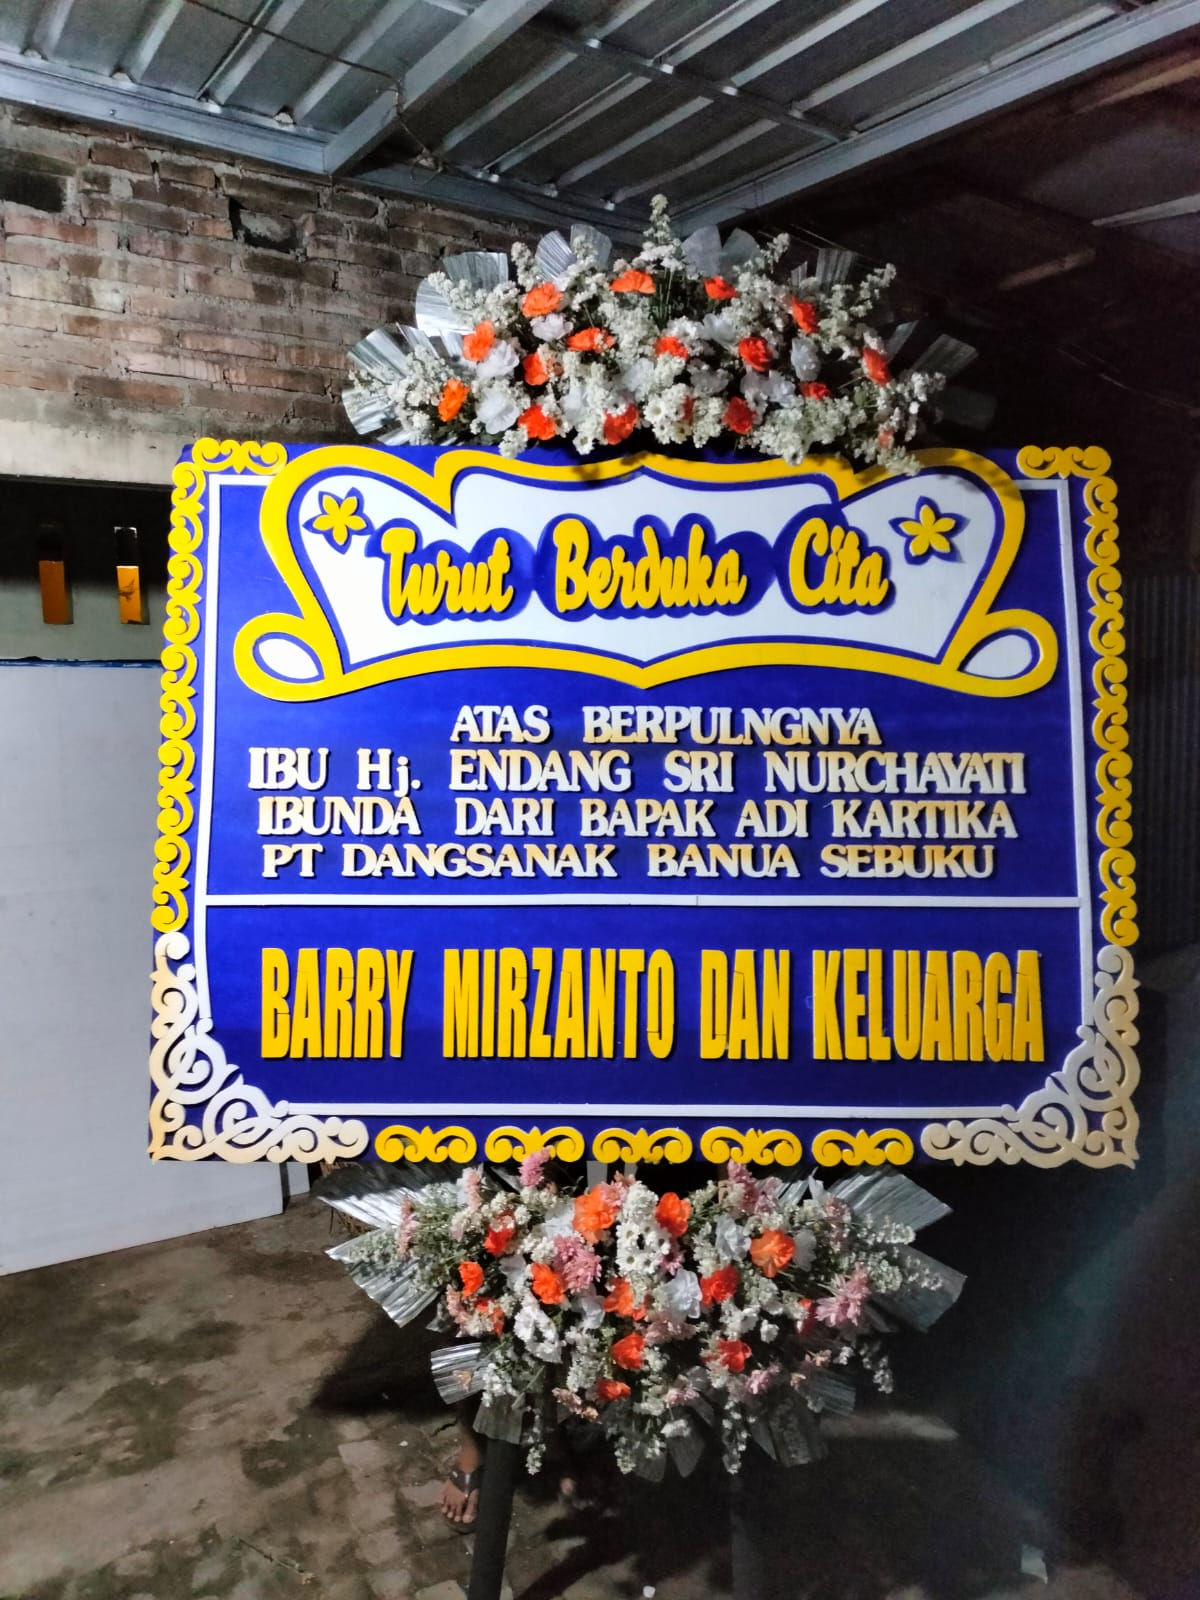 Turut Berduka Cita
ATAS BERPULNGNYA
IBU Hj. ENDANG SRI NURCHAYATI
IBUNDA DARI BAPAK ADI KARTIKA
PT DANGSANAK BANUA SEBUKU
BARRY MIRZANTO DAN KELUARGA